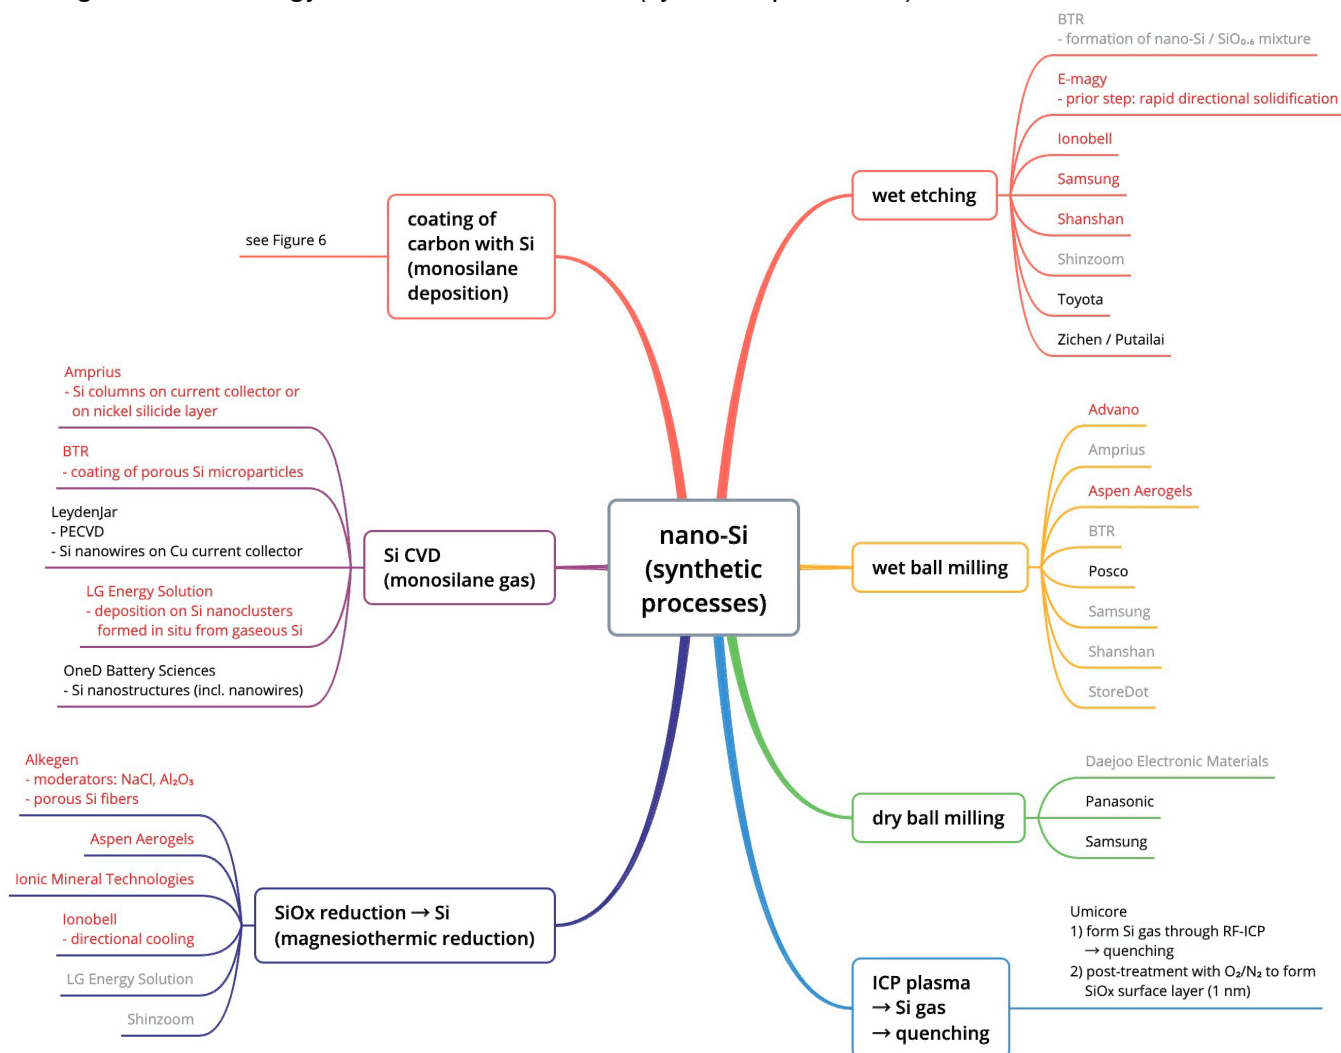 nano-Si
(synthetic
processes)
coating of
carbon with Si
(monosilane
deposition)
see Figure 6
Si CVD
(monosilane gas)
Amprius
- Si columns on current collector or
on nickel silicide layer
BTR
- coating of porous Si microparticles
LeydenJar
- PECVD
- Si nanowires on Cu current collector
LG Energy Solution
- deposition on Si nanoclusters
formed in situ from gaseous Si
OneD Battery Sciences
- Si nanostructures (incl. nanowires)
SiOx reduction → Si
(magnesiothermic reduction)
Alkegen
- moderators: NaCl, Al₂O₃
- porous Si fibers
Aspen Aerogels
Ionic Mineral Technologies
Ionobell
- directional cooling
LG Energy Solution
Shinzoom
wet etching
BTR
- formation of nano-Si / SiO₀.₆ mixture
E-magy
- prior step: rapid directional solidification
Ionobell
Samsung
Shanshan
Shinzoom
Toyota
Zichen / Putailai
wet ball milling
Advano
Amprius
Aspen Aerogels
BTR
Posco
Samsung
Shanshan
StoreDot
dry ball milling
Daejoo Electronic Materials
Panasonic
Samsung
ICP plasma
→ Si gas
→ quenching
Umicore
1) form Si gas through RF-ICP
→ quenching
2) post-treatment with O₂/N₂ to form
SiOx surface layer (1 nm)